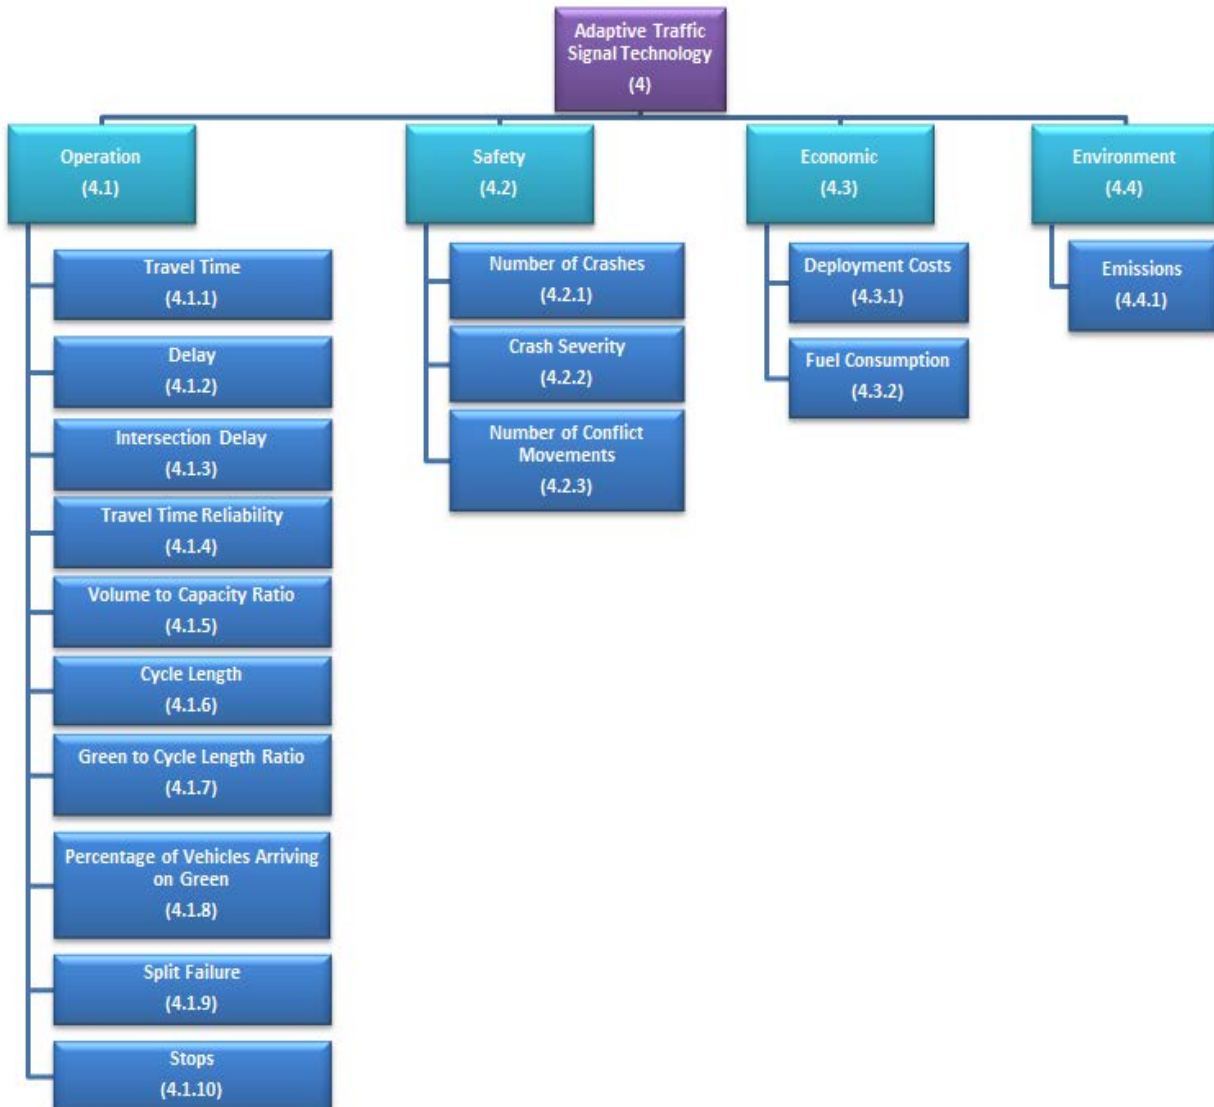 Adaptive Traffic
Signal Technology
(4)
Operation
(4.1)
Travel Time
(4.1.1)
Delay
(4.1.2)
Intersection Delay
(4.1.3)
Travel Time Reliability
(4.1.4)
Volume to Capacity Ratio
(4.1.5)
Cycle Length
(4.1.6)
Green to Cycle Length Ratio
(4.1.7)
Percentage of Vehicles Arriving
on Green
(4.1.8)
Split Failure
(4.1.9)
Stops
(4.1.10)
Safety
(4.2)
Number of Crashes
(4.2.1)
Crash Severity
(4.2.2)
Number of Conflict
Movements
(4.2.3)
Economic
(4.3)
Deployment Costs
(4.3.1)
Fuel Consumption
(4.3.2)
Environment
(4.4)
Emissions
(4.4.1)